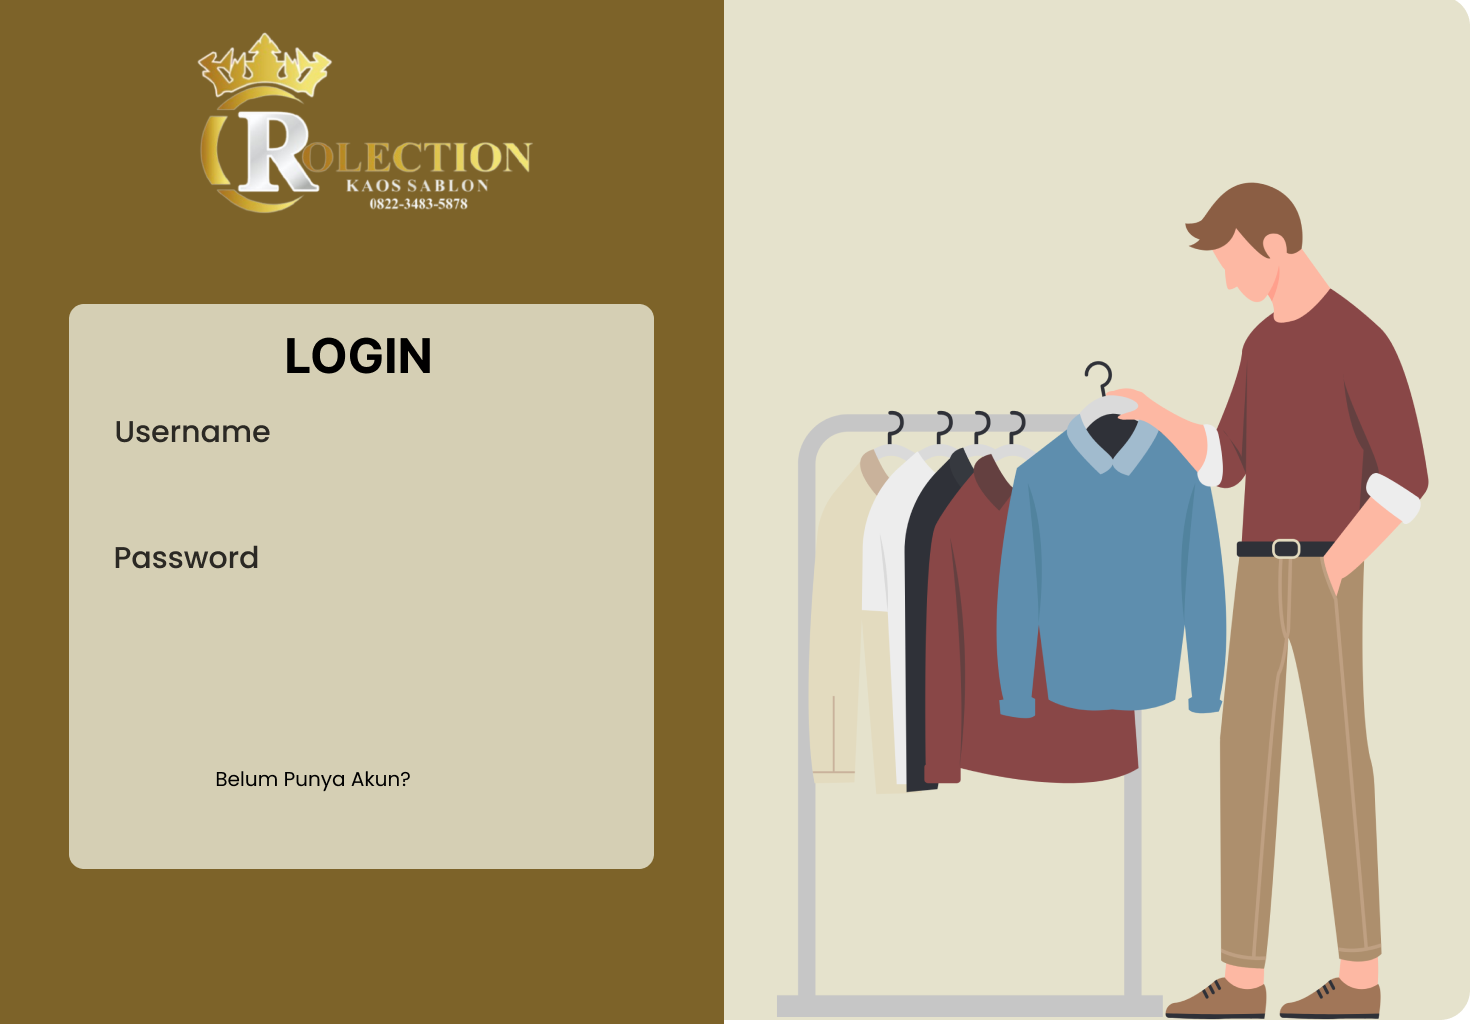 ROLECTION
KAOS SABLON
0822-3483-5878
LOGIN
Username
Password
Belum Punya Akun?